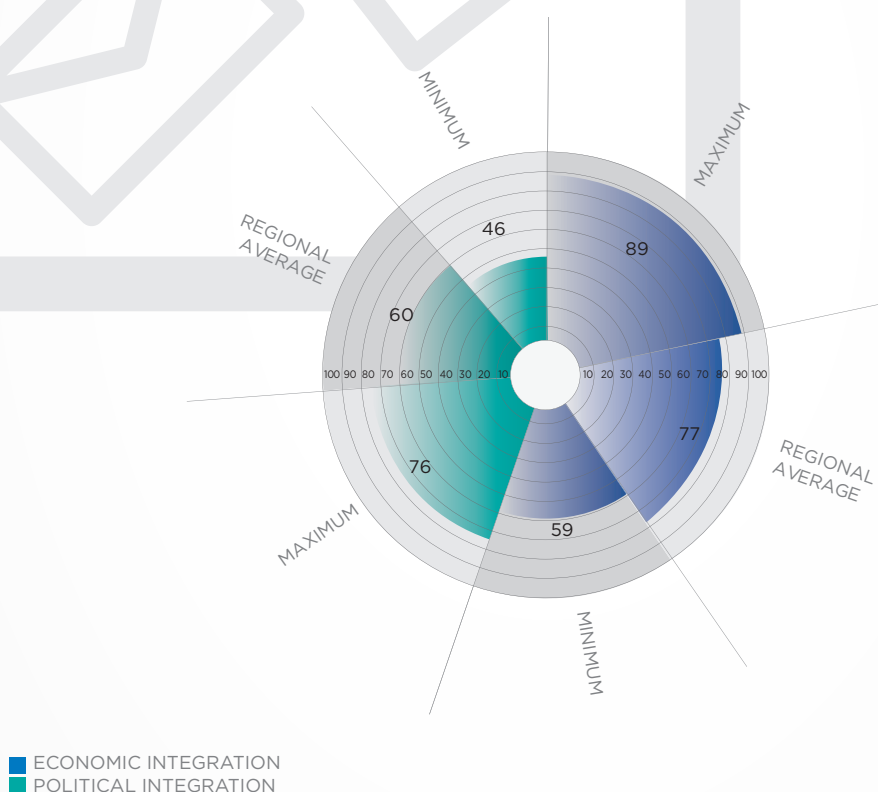 MINIMUM
MAXIMUM
REGIONAL
AVERAGE
46
89
60
100 90 80 70 60 50 40 30 20 10
10 20 30 40 50 60 70 80 90 100
77
REGIONAL
AVERAGE
76
59
MAXIMUM
MINIMUM
ECONOMIC INTEGRATION
POLITICAL INTEGRATION